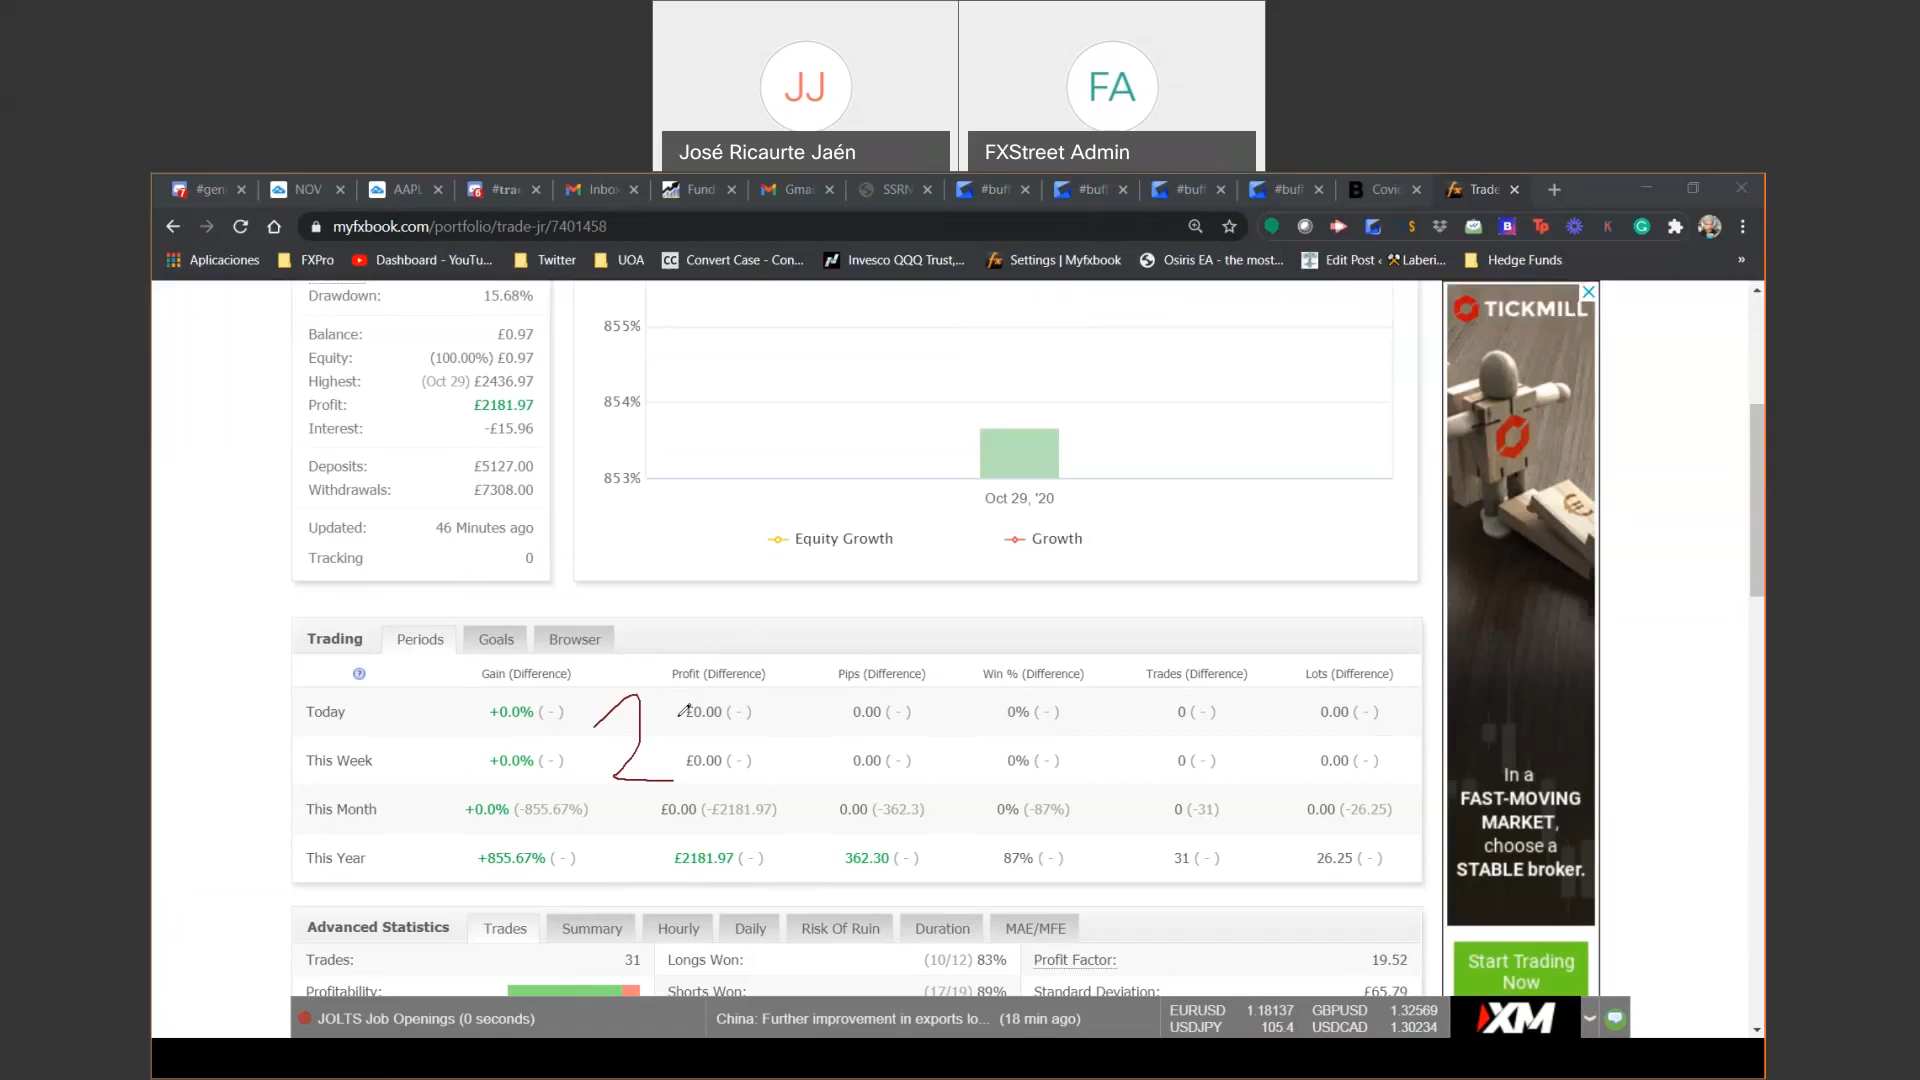 JJ
FA
José Ricaurte Jaén
FXStreet Admin
#gen
NOV
AAPL
#trac
Inbo
Fund
Gmai
SSRN
#buff
#buff
#buff
#buff
Covic
Trade
myfxbook.com/portfolio/trade-jr/7401458
Aplicaciones
FXPro
Dashboard - YouTu...
Twitter
UOA
CC Convert Case - Con...
Invesco QQQ Trust,...
Settings | Myfxbook
Osiris EA - the most...
Edit Post ‹ ⚒Laberi...
Hedge Funds
»
Drawdown: 15.68%
Balance: £0.97
Equity: (100.00%) £0.97
Highest: (Oct 29) £2436.97
Profit: £2181.97
Interest: -£15.96
Deposits: £5127.00
Withdrawals: £7308.00
Updated: 46 Minutes ago
Tracking 0
855%
854%
853%
Oct 29, '20
Equity Growth
Growth
TICKMILL
In a
FAST-MOVING
MARKET,
choose a
STABLE broker.
Start Trading
Now
Trading Periods Goals Browser
Gain (Difference) Profit (Difference) Pips (Difference) Win % (Difference) Trades (Difference) Lots (Difference)
Today +0.0% ( - ) £0.00 ( - ) 0.00 ( - ) 0% ( - ) 0 ( - ) 0.00 ( - )
This Week +0.0% ( - ) £0.00 ( - ) 0.00 ( - ) 0% ( - ) 0 ( - ) 0.00 ( - )
This Month +0.0% (-855.67%) £0.00 (-£2181.97) 0.00 (-362.3) 0% (-87%) 0 (-31) 0.00 (-26.25)
This Year +855.67% ( - ) £2181.97 ( - ) 362.30 ( - ) 87% ( - ) 31 ( - ) 26.25 ( - )
2
Advanced Statistics Trades Summary Hourly Daily Risk Of Ruin Duration MAE/MFE
Trades: 31 Longs Won: (10/12) 83% Profit Factor: 19.52
Profitability: Shorts Won: (17/19) 89% Standard Deviation: £65.79
JOLTS Job Openings (0 seconds)
China: Further improvement in exports lo... (18 min ago)
EURUSD 1.18137 GBPUSD 1.32569
USDJPY 105.4 USDCAD 1.30234
XM